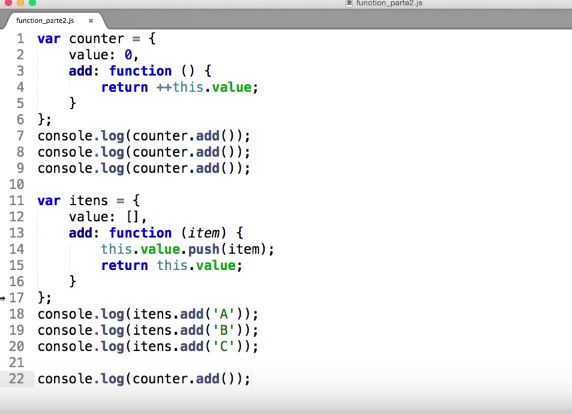 function_parte2.js
function_parte2.js ×
1 var counter = {
2     value: 0,
3     add: function () {
4         return ++this.value;
5     }
6 };
7 console.log(counter.add());
8 console.log(counter.add());
9 console.log(counter.add());
10
11 var itens = {
12     value: [],
13     add: function (item) {
14         this.value.push(item);
15         return this.value;
16     }
17 };
18 console.log(itens.add('A'));
19 console.log(itens.add('B'));
20 console.log(itens.add('C'));
21
22 console.log(counter.add());